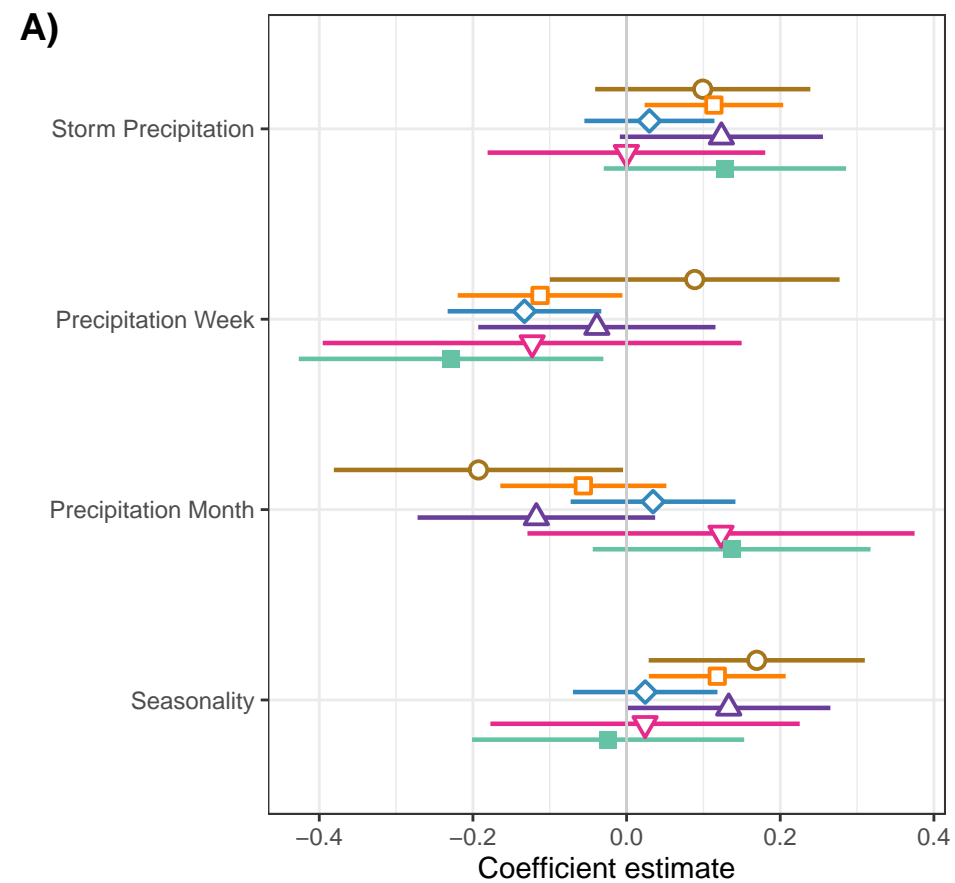 A)
Storm Precipitation
Precipitation Week
Precipitation Month
Seasonality
−0.4 −0.2 0.0 0.2 0.4
Coefficient estimate